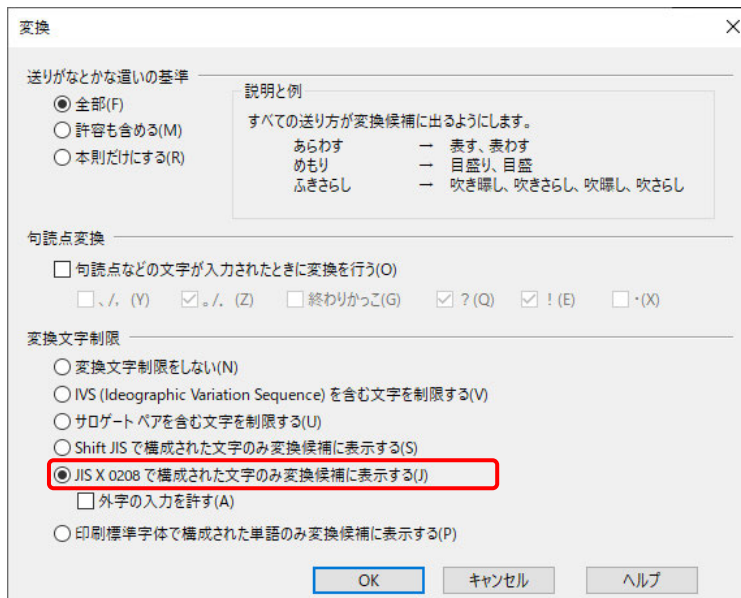 変換
送りがなとかな遣いの基準
全部(F)
許容も含める(M)
本則だけにする(R)
説明と例
すべての送り方が変換候補に出るようにします。
あらわす → 表す、表わす
めもり → 目盛り、目盛
ふきさらし → 吹き曝し、吹きさらし、吹曝し、吹さらし
句読点変換
句読点などの文字が入力されたときに変換を行う(O)
、/，(Y) 。/．(Z) 終わりかっこ(G) ？(Q) ！(E) ・(X)
変換文字制限
変換文字制限をしない(N)
IVS (Ideographic Variation Sequence) を含む文字を制限する(V)
サロゲート ペアを含む文字を制限する(U)
Shift JIS で構成された文字のみ変換候補に表示する(S)
JIS X 0208 で構成された文字のみ変換候補に表示する(J)
外字の入力を許す(A)
印刷標準字体で構成された単語のみ変換候補に表示する(P)
OK キャンセル ヘルプ